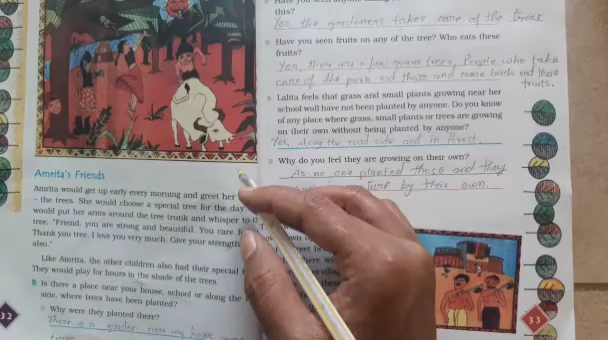 Amrita's Friends
Amrita would get up early every morning and greet her
– the trees. She would choose a special tree for the day
would put her arms around the tree trunk and whisper to
tree, "Friend, you are strong and beautiful. You care
Thank you tree. I love you very much. Give your strength
also."
Like Amrita, the other children also had their special
They would play for hours in the shade of the trees.
Is there a place near your house, school or along the
side, where trees have been planted?
Why were they planted there?
There is a garden near my house
trees
32
this?
Yes, the gardeners takes care of the trees
Have you seen fruits on any of the tree? Who eats these
fruits?
Yes, there are a few guava trees, People who take
care of the park and those and some birds eat those
fruits.
Lalita feels that grass and small plants growing near her
school wall have not been planted by anyone. Do you know
of any place where grass, small plants or trees are growing
on their own without being planted by anyone?
Yes, along the road side and in forest
Why do you feel they are growing on their own?
As no one planted those and they
by their own.
33